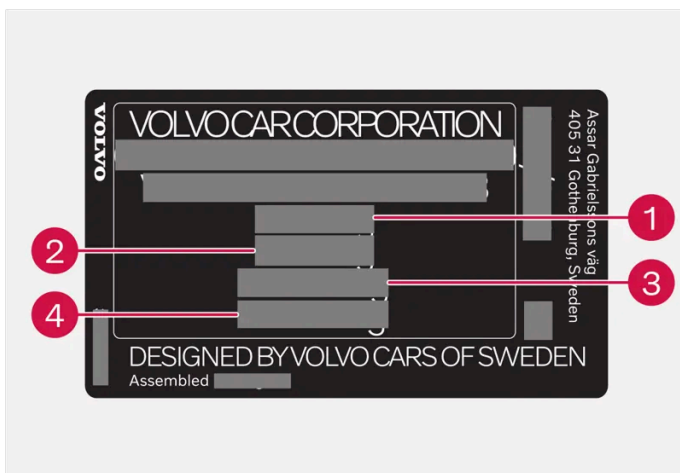 VOLVO
VOLVO CAR CORPORATION
Assar Gabrielssons väg
405 31 Gothenburg, Sweden
1
2
3
4
DESIGNED BY VOLVO CARS OF SWEDEN
Assembled